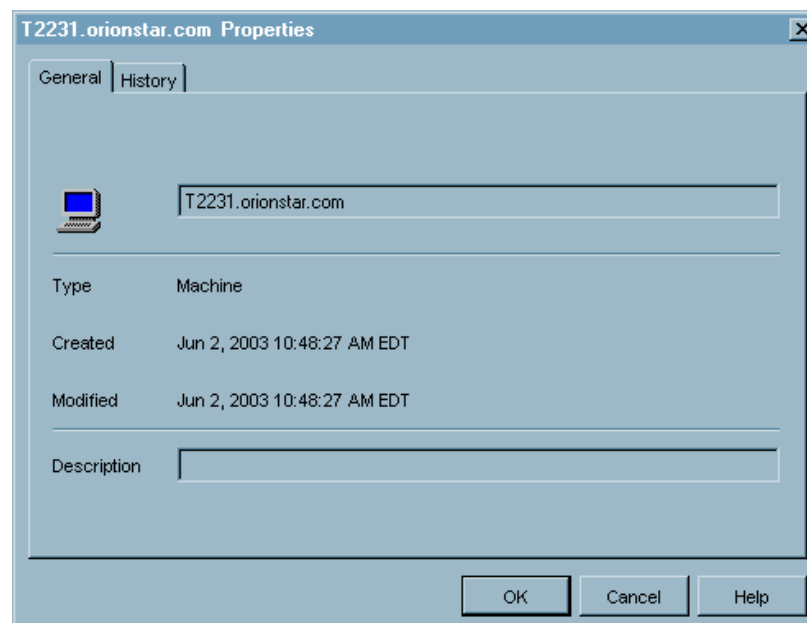 T2231.orionstar.com Properties
General History
T2231.orionstar.com
Type Machine
Created Jun 2, 2003 10:48:27 AM EDT
Modified Jun 2, 2003 10:48:27 AM EDT
Description
OK Cancel Help